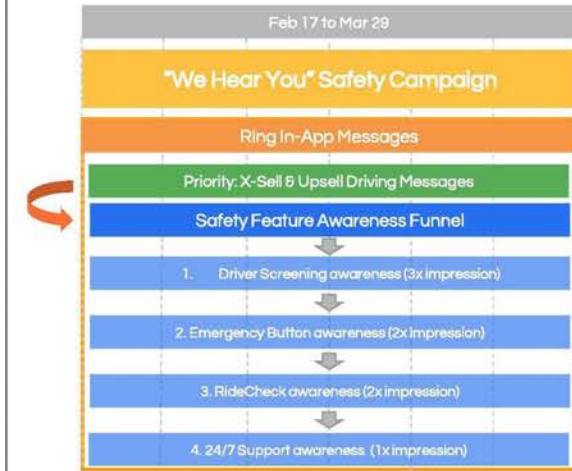 Feb 17 to Mar 29
"We Hear You" Safety Campaign
Ring In-App Messages
Priority: X-Sell & Upsell Driving Messages
Safety Feature Awareness Funnel
1. Driver Screening awareness (3x impression)
2. Emergency Button awareness (2x impression)
3. RideCheck awareness (2x impression)
4. 24/7 Support awareness (1x impression)